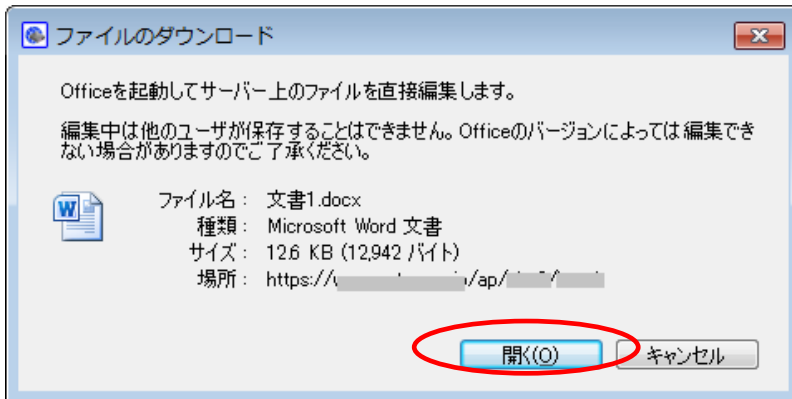 ファイルのダウンロード
Officeを起動してサーバー上のファイルを直接編集します。
編集中は他のユーザが保存することはできません。Officeのバージョンによっては編集でき
ない場合がありますのでご了承ください。
ファイル名： 文書1.docx
種類： Microsoft Word 文書
サイズ： 12.6 KB (12,942 バイト)
場所： https:// /ap/
開く(O) キャンセル